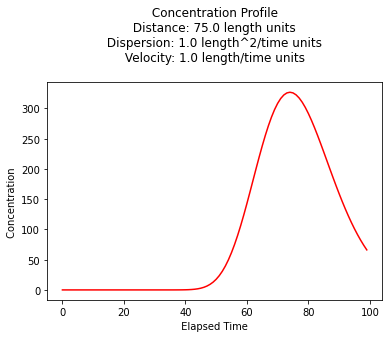 Concentration Profile
Distance: 75.0 length units
Dispersion: 1.0 length^2/time units
Velocity: 1.0 length/time units
300
250
200
150
100
50
0
Concentration
0 20 40 60 80 100
Elapsed Time